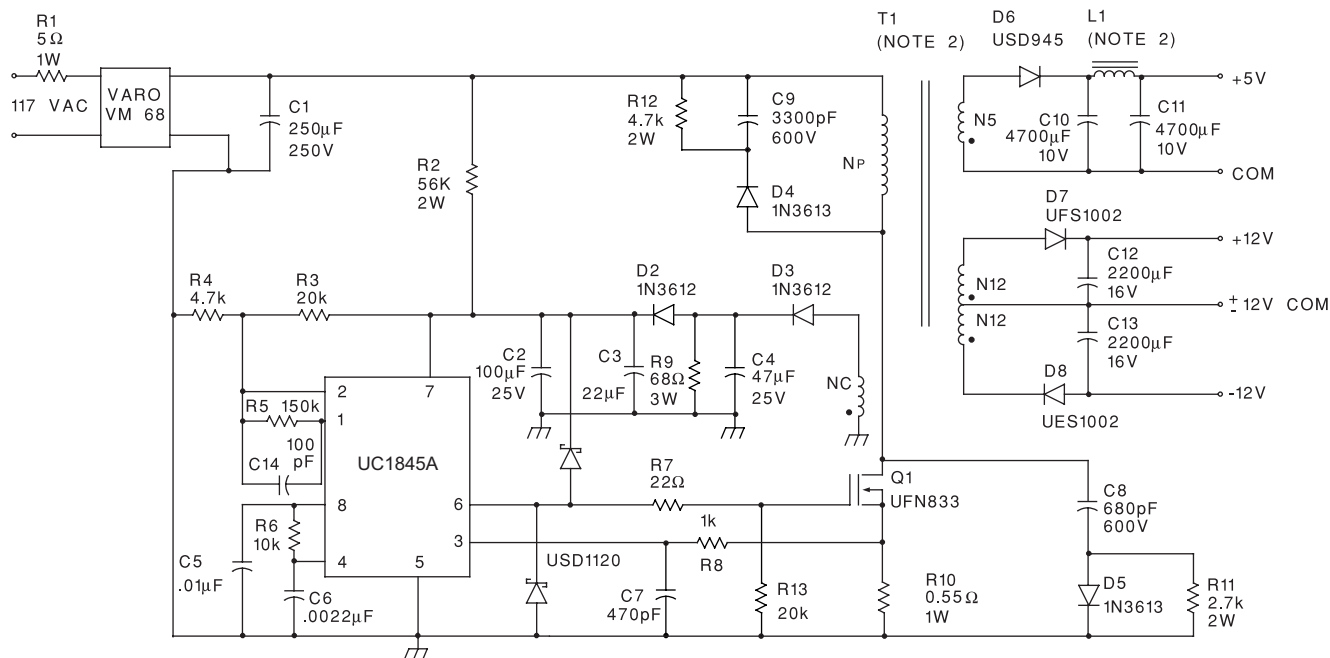 R1
5Ω
1W
117 VAC
VARO
VM 68
C1
250µF
250V
R2
56K
2W
R12
4.7k
2W
C9
3300pF
600V
D4
1N3613
NP
T1
(NOTE 2)
D6
USD945
L1
(NOTE 2)
+5V
N5
C10
4700µF
10V
C11
4700µF
10V
COM
D7
UFS1002
+12V
N12
C12
2200µF
16V
± 12V COM
N12
C13
2200µF
16V
D8
UES1002
-12V
R4
4.7k
R3
20k
D2
1N3612
D3
1N3612
C2
100µF
25V
C3
22µF
R9
68Ω
3W
C4
47µF
25V
NC
2
7
R5 150k
1
100
pF
C14
UC1845A
8
6
R6
10k
3
C5
.01µF
4
5
C6
.0022µF
USD1120
R7
22Ω
1k
R8
C7
470pF
R13
20k
Q1
UFN833
R10
0.55Ω
1W
C8
680pF
600V
D5
1N3613
R11
2.7k
2W